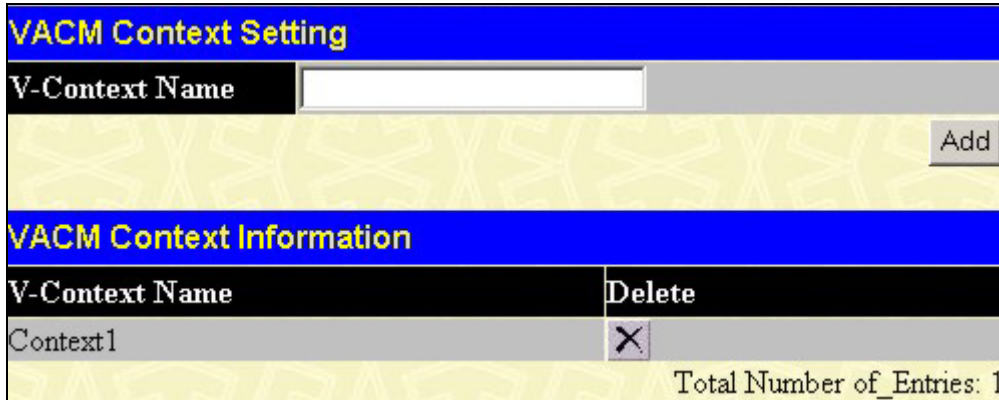 VACM Context Setting
V-Context Name
Add
VACM Context Information
V-Context Name Delete
Context1
Total Number of_Entries: 1